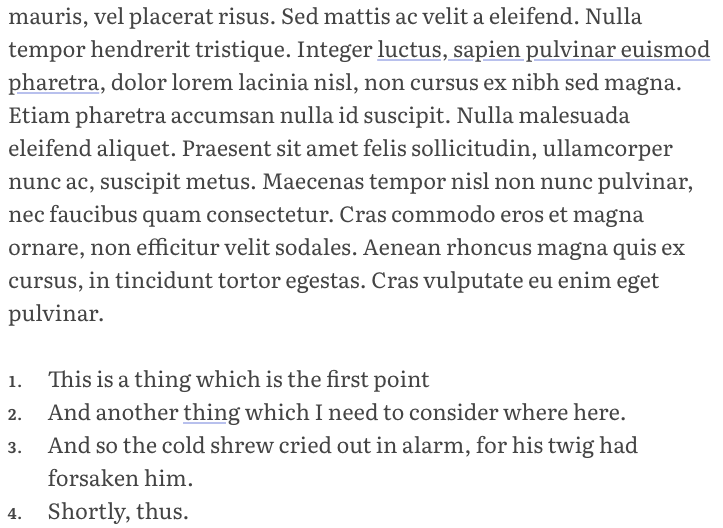 mauris, vel placerat risus. Sed mattis ac velit a eleifend. Nulla
tempor hendrerit tristique. Integer luctus, sapien pulvinar euismod
pharetra, dolor lorem lacinia nisl, non cursus ex nibh sed magna.
Etiam pharetra accumsan nulla id suscipit. Nulla malesuada
eleifend aliquet. Praesent sit amet felis sollicitudin, ullamcorper
nunc ac, suscipit metus. Maecenas tempor nisl non nunc pulvinar,
nec faucibus quam consectetur. Cras commodo eros et magna
ornare, non efficitur velit sodales. Aenean rhoncus magna quis ex
cursus, in tincidunt tortor egestas. Cras vulputate eu enim eget
pulvinar.
1. This is a thing which is the first point
2. And another thing which I need to consider where here.
3. And so the cold shrew cried out in alarm, for his twig had
forsaken him.
4. Shortly, thus.